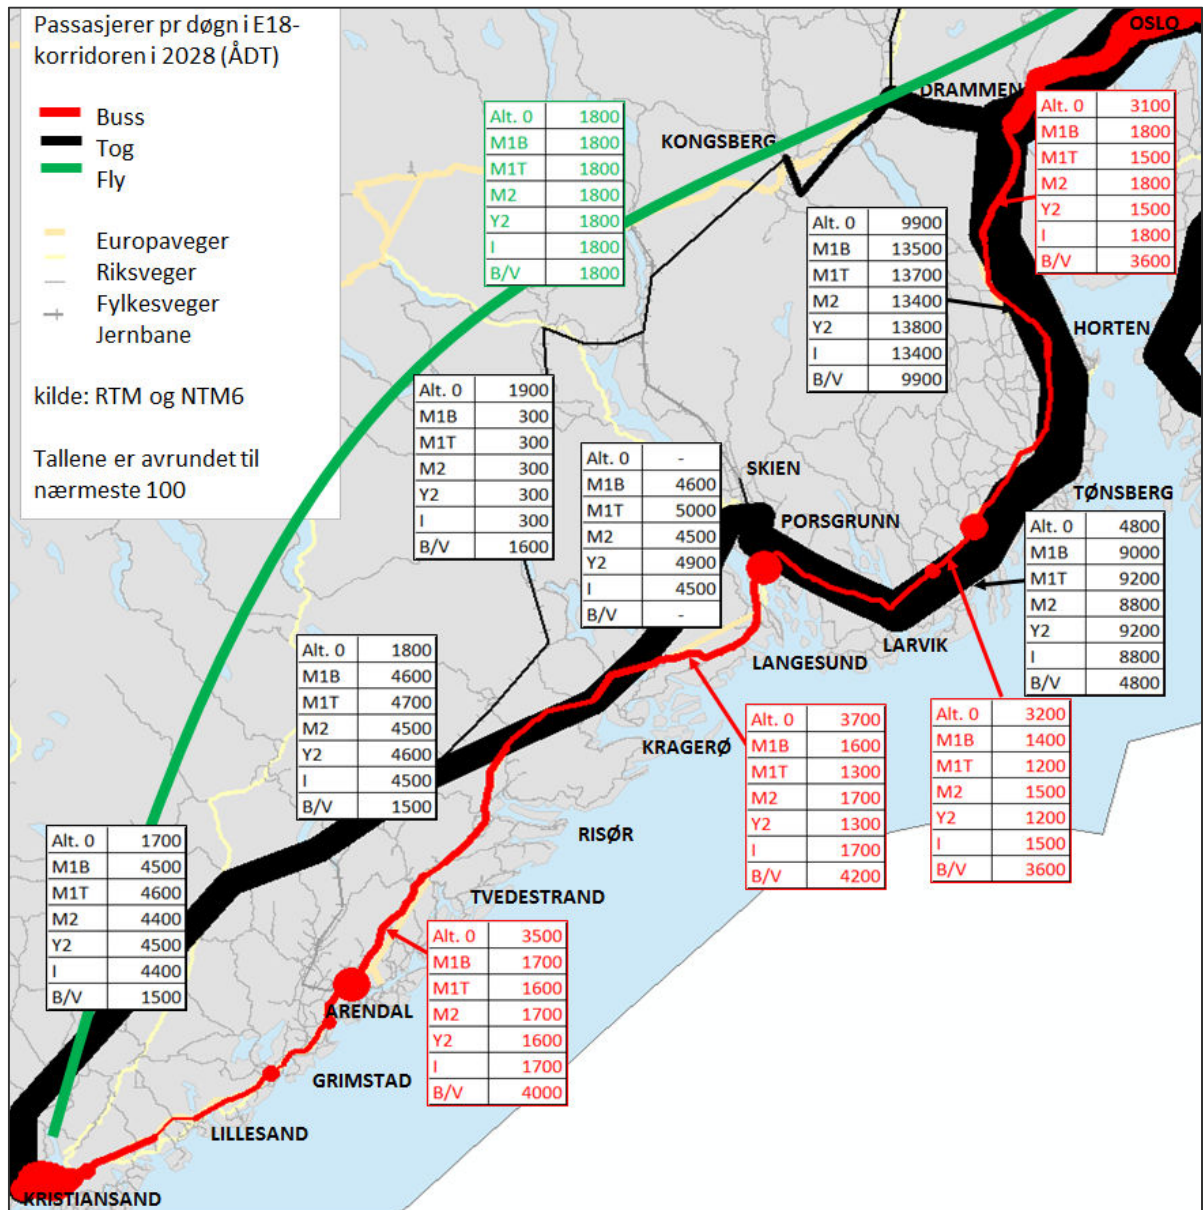 Passasjerer pr døgn i E18-
korridoren i 2028 (ÅDT)
Buss
Tog
Fly
Europaveger
Riksveger
Fylkesveger
Jernbane
kilde: RTM og NTM6
Tallene er avrundet til
nærmeste 100
OSLO
DRAMMEN
KONGSBERG
Alt. 0 1800
M1B 1800
M1T 1800
M2 1800
Y2 1800
I 1800
B/V 1800
Alt. 0 3100
M1B 1800
M1T 1500
M2 1800
Y2 1500
I 1800
B/V 3600
Alt. 0 9900
M1B 13500
M1T 13700
M2 13400
Y2 13800
I 13400
B/V 9900
HORTEN
Alt. 0 1900
M1B 300
M1T 300
M2 300
Y2 300
I 300
B/V 1600
Alt. 0 -
M1B 4600
M1T 5000
M2 4500
Y2 4900
I 4500
B/V -
SKIEN
PORSGRUNN
TØNSBERG
Alt. 0 4800
M1B 9000
M1T 9200
M2 8800
Y2 9200
I 8800
B/V 4800
LARVIK
LANGESUND
Alt. 0 1800
M1B 4600
M1T 4700
M2 4500
Y2 4600
I 4500
B/V 1500
KRAGERØ
Alt. 0 3700
M1B 1600
M1T 1300
M2 1700
Y2 1300
I 1700
B/V 4200
Alt. 0 3200
M1B 1400
M1T 1200
M2 1500
Y2 1200
I 1500
B/V 3600
RISØR
Alt. 0 1700
M1B 4500
M1T 4600
M2 4400
Y2 4500
I 4400
B/V 1500
TVEDESTRAND
Alt. 0 3500
M1B 1700
M1T 1600
M2 1700
Y2 1600
I 1700
B/V 4000
ARENDAL
GRIMSTAD
LILLESAND
KRISTIANSAND